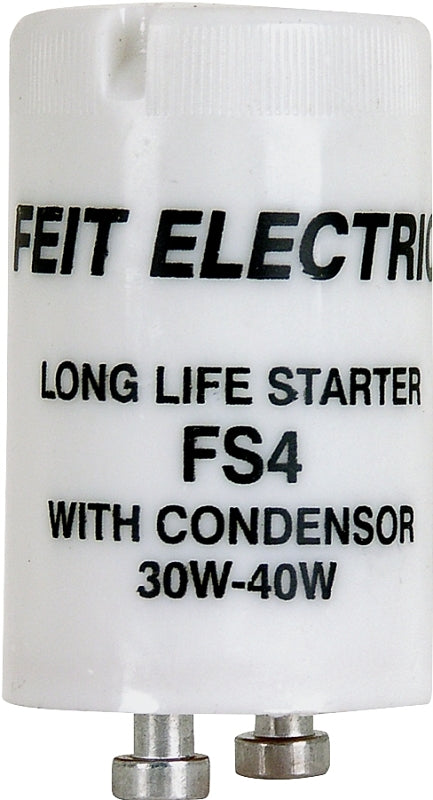 FEIT ELECTRIC
LONG LIFE STARTER
FS4
WITH CONDENSOR
30W-40W